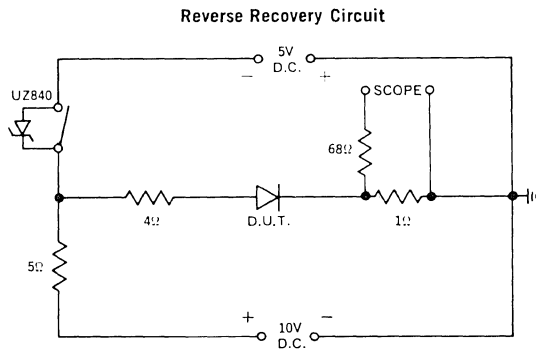 Reverse Recovery Circuit
5V
D.C.
− +
UZ840
SCOPE
68Ω
4Ω
D.U.T.
1Ω
5Ω
+ −
10V
D.C.